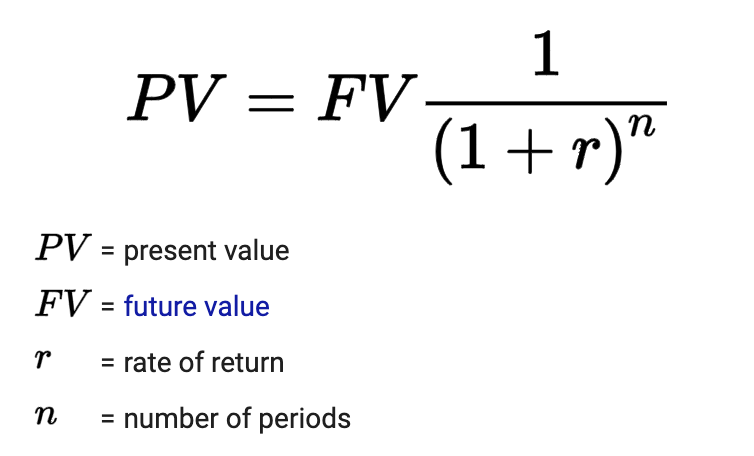 PV = FV 1/(1 + r)^n
PV = present value
FV = future value
r = rate of return
n = number of periods